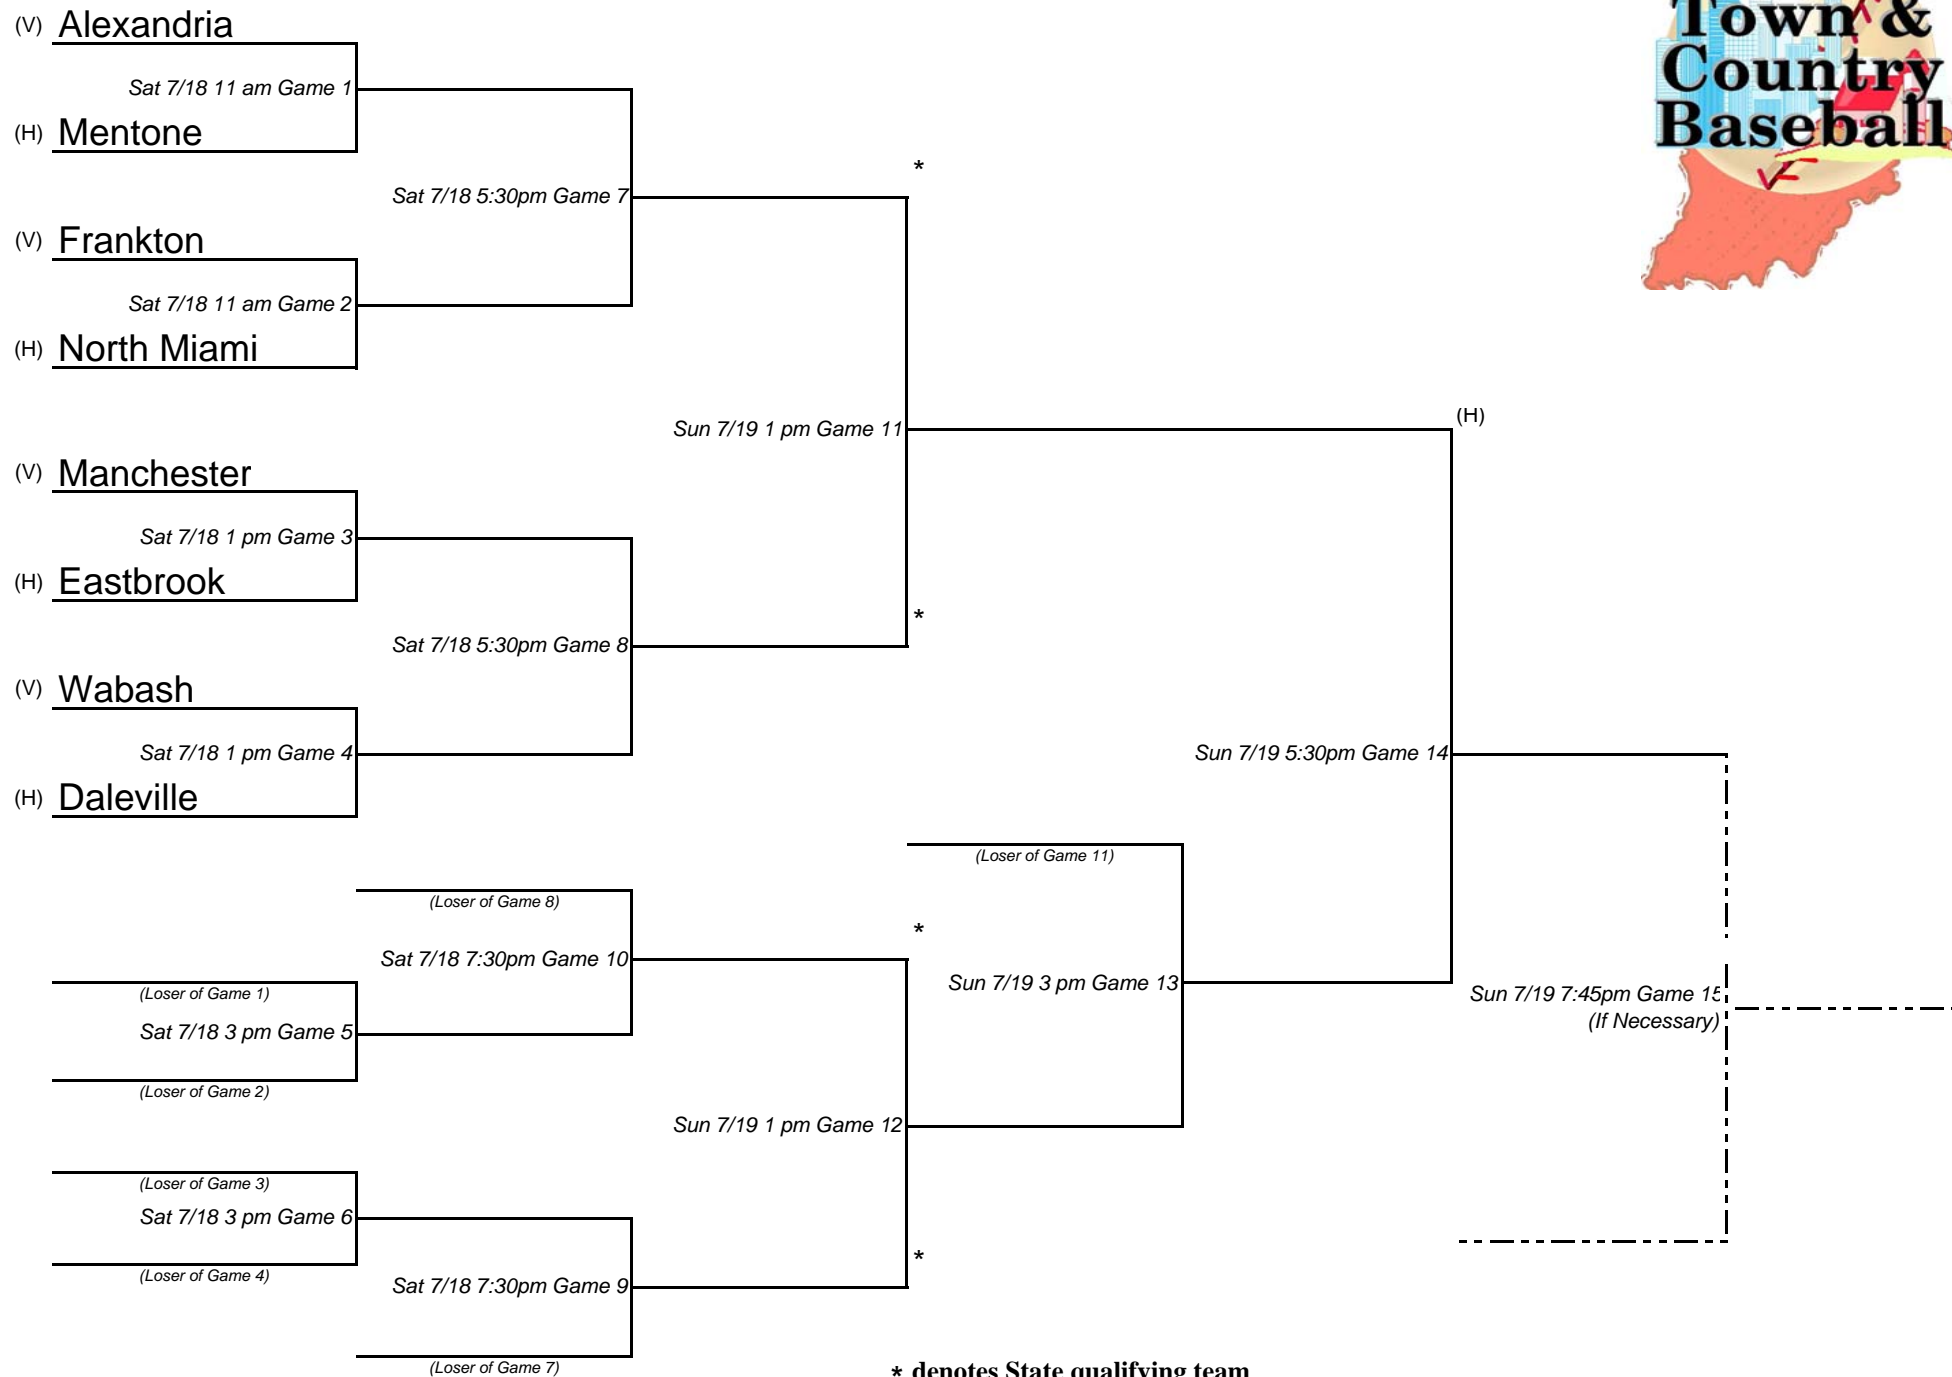 (V) Alexandria
Town &
Country
Baseball
Sat 7/18 11 am Game 1
(H) Mentone
*
Sat 7/18 5:30pm Game 7
(V) Frankton
Sat 7/18 11 am Game 2
(H) North Miami
(H)
Sun 7/19 1 pm Game 11
(V) Manchester
Sat 7/18 1 pm Game 3
(H) Eastbrook
*
Sat 7/18 5:30pm Game 8
(V) Wabash
Sat 7/18 1 pm Game 4
Sun 7/19 5:30pm Game 14
(H) Daleville
(Loser of Game 11)
(Loser of Game 8)
*
Sat 7/18 7:30pm Game 10
Sun 7/19 3 pm Game 13
(Loser of Game 1)
Sun 7/19 7:45pm Game 15
(If Necessary)
Sat 7/18 3 pm Game 5
(Loser of Game 2)
Sun 7/19 1 pm Game 12
(Loser of Game 3)
Sat 7/18 3 pm Game 6
*
(Loser of Game 4)
Sat 7/18 7:30pm Game 9
(Loser of Game 7)
* denotes State qualifying team